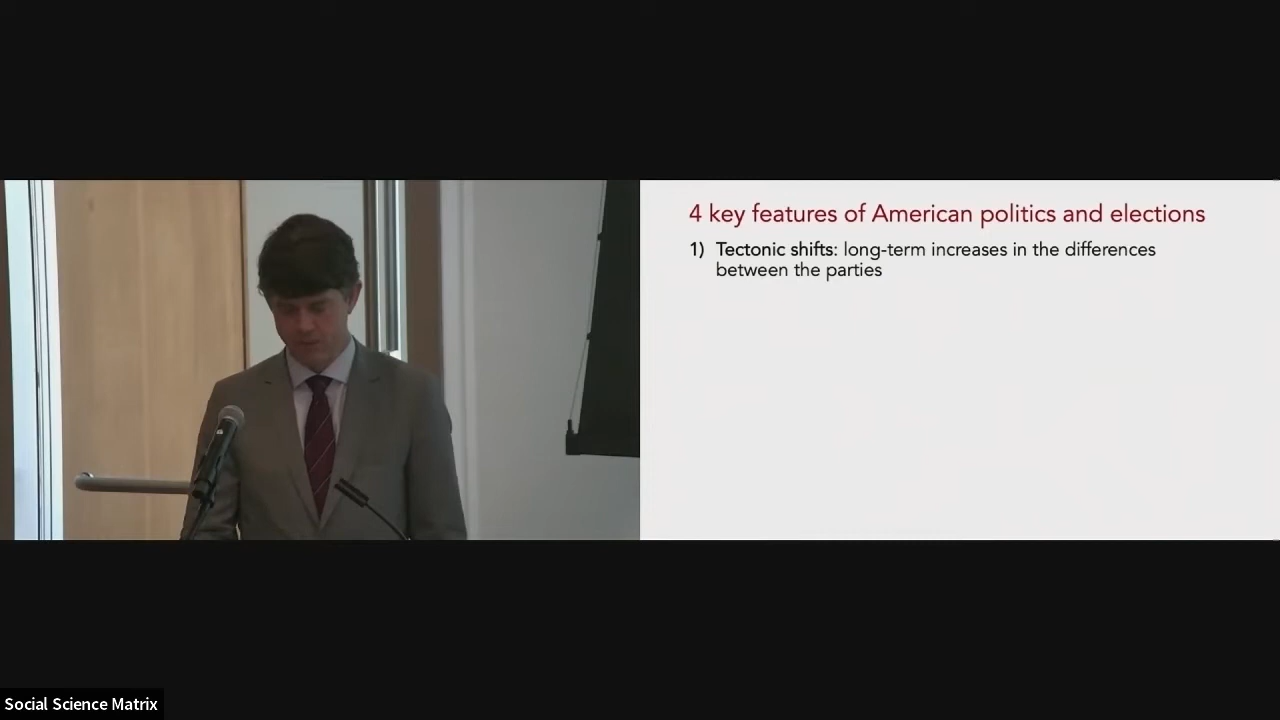 4 key features of American politics and elections
1) Tectonic shifts: long-term increases in the differences
between the parties
Social Science Matrix